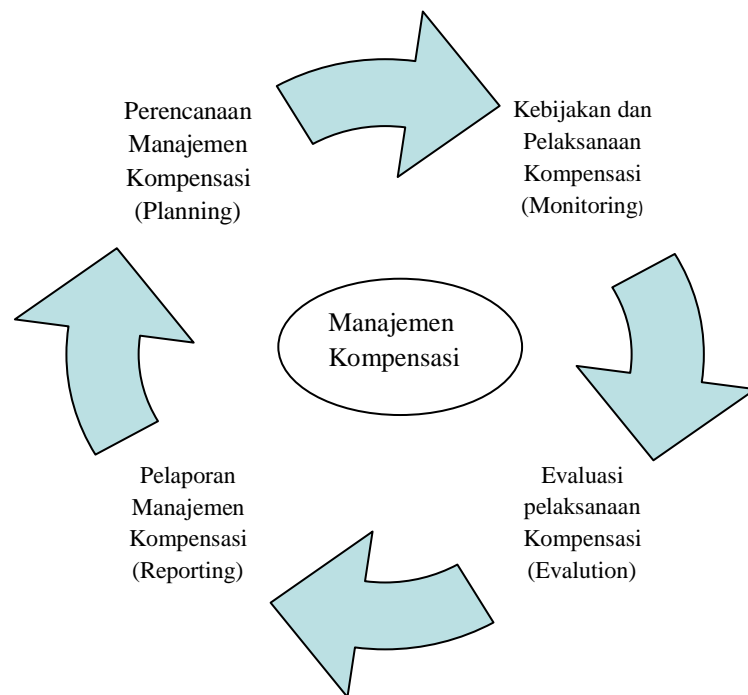 Perencanaan
Manajemen
Kompensasi
(Planning)
Kebijakan dan
Pelaksanaan
Kompensasi
(Monitoring)
Manajemen
Kompensasi
Pelaporan
Manajemen
Kompensasi
(Reporting)
Evaluasi
pelaksanaan
Kompensasi
(Evalution)